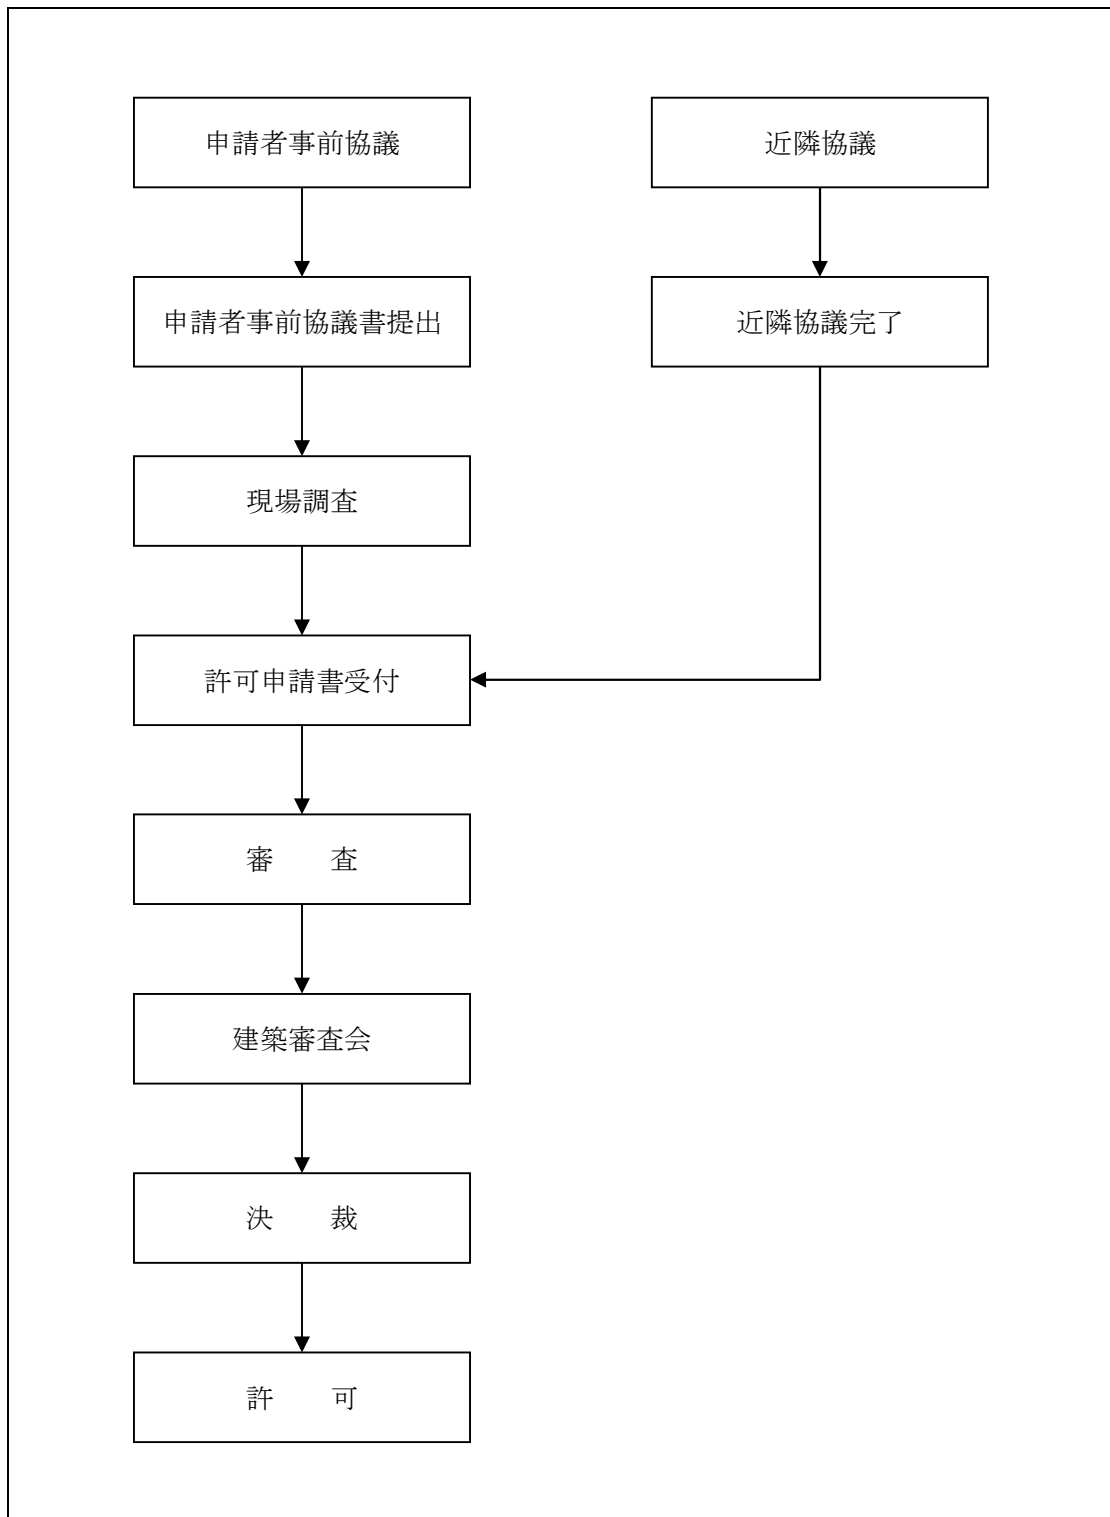 申請者事前協議
近隣協議
申請者事前協議書提出
近隣協議完了
現場調査
許可申請書受付
審　　査
建築審査会
決　　裁
許　　可